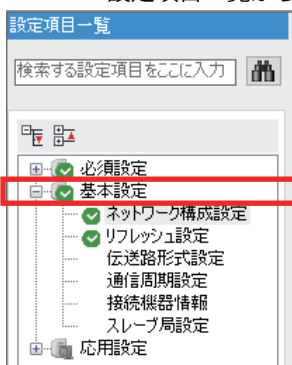 設定項目一覧
検索する設定項目をここに入力
必須設定
基本設定
ネットワーク構成設定
リフレッシュ設定
伝送路形式設定
通信周期設定
接続機器情報
スレーブ局設定
応用設定